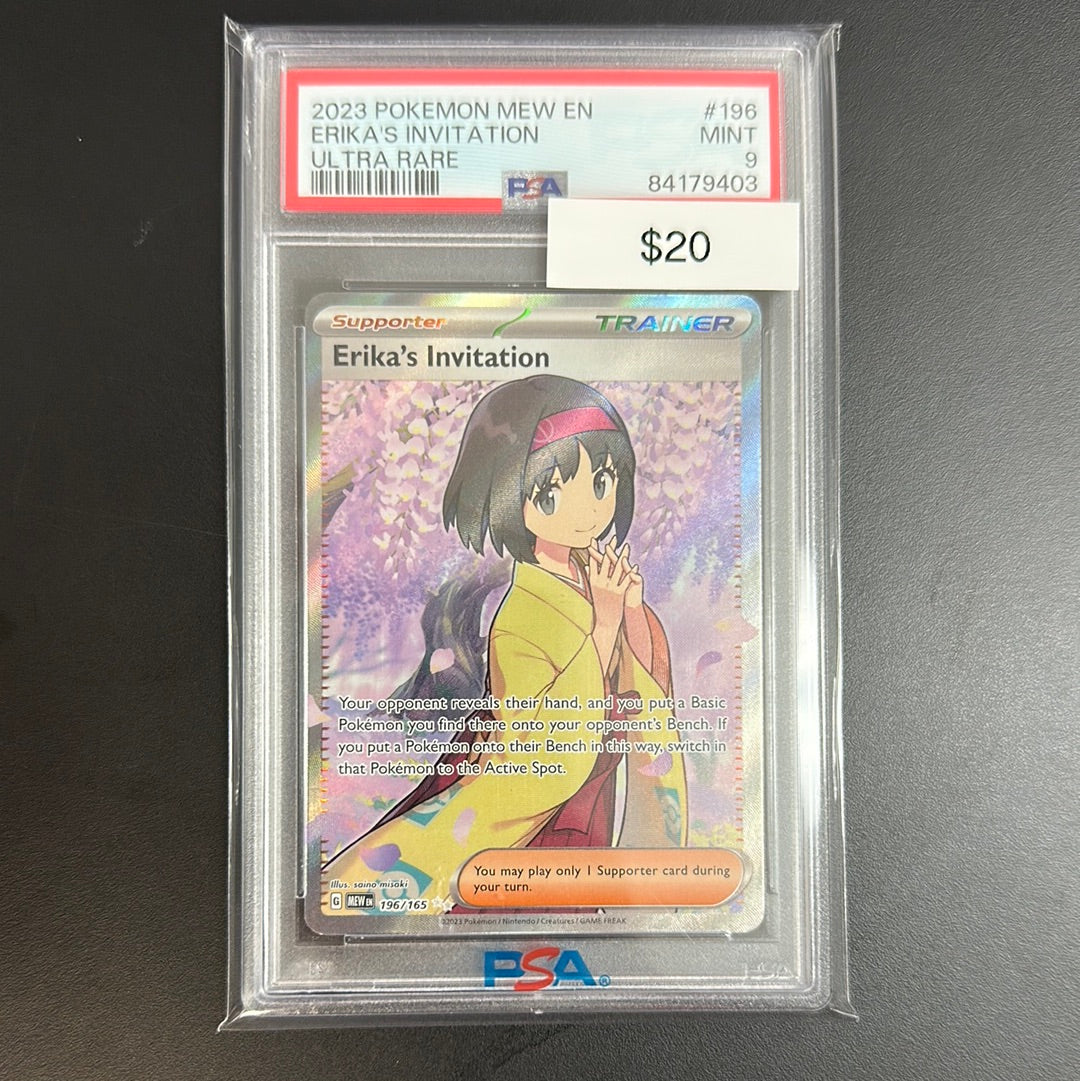 2023 POKEMON MEW EN #196
ERIKA'S INVITATION MINT
ULTRA RARE 9
84179403
PSA
$20
Supporter TRAINER
Erika's Invitation
Your opponent reveals their hand, and you put a Basic
Pokémon you find there onto your opponent's Bench. If
you put a Pokémon onto their Bench in this way, switch in
that Pokémon to the Active Spot.
You may play only 1 Supporter card during
your turn.
Illus. saino misaki
G MEW EN 196/165
©2023 Pokémon / Nintendo / Creatures / GAME FREAK
PSA®